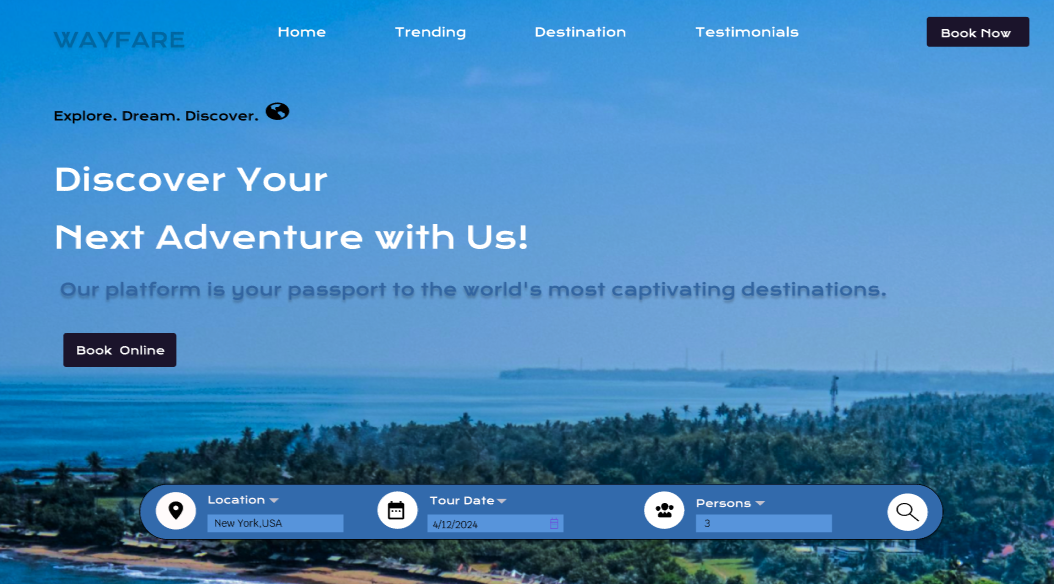 WAYFARE Home Trending Destination Testimonials Book Now
Explore. Dream. Discover.
Discover Your
Next Adventure with Us!
Our platform is your passport to the world's most captivating destinations.
Book Online
Location Tour Date Persons
New York,USA 4/12/2024 3